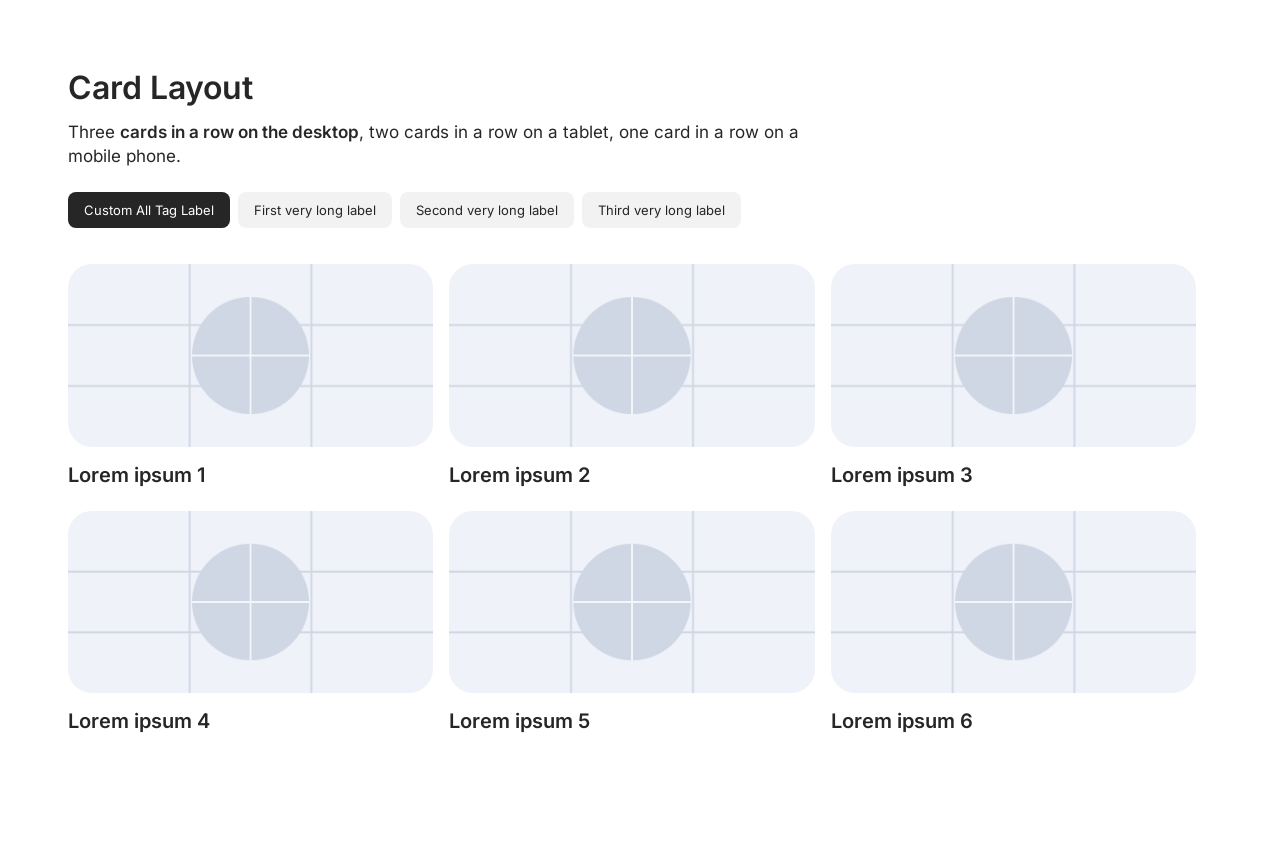 Card Layout
Three cards in a row on the desktop, two cards in a row on a tablet, one card in a row on a
mobile phone.
Custom All Tag Label
First very long label
Second very long label
Third very long label
Lorem ipsum 1
Lorem ipsum 2
Lorem ipsum 3
Lorem ipsum 4
Lorem ipsum 5
Lorem ipsum 6